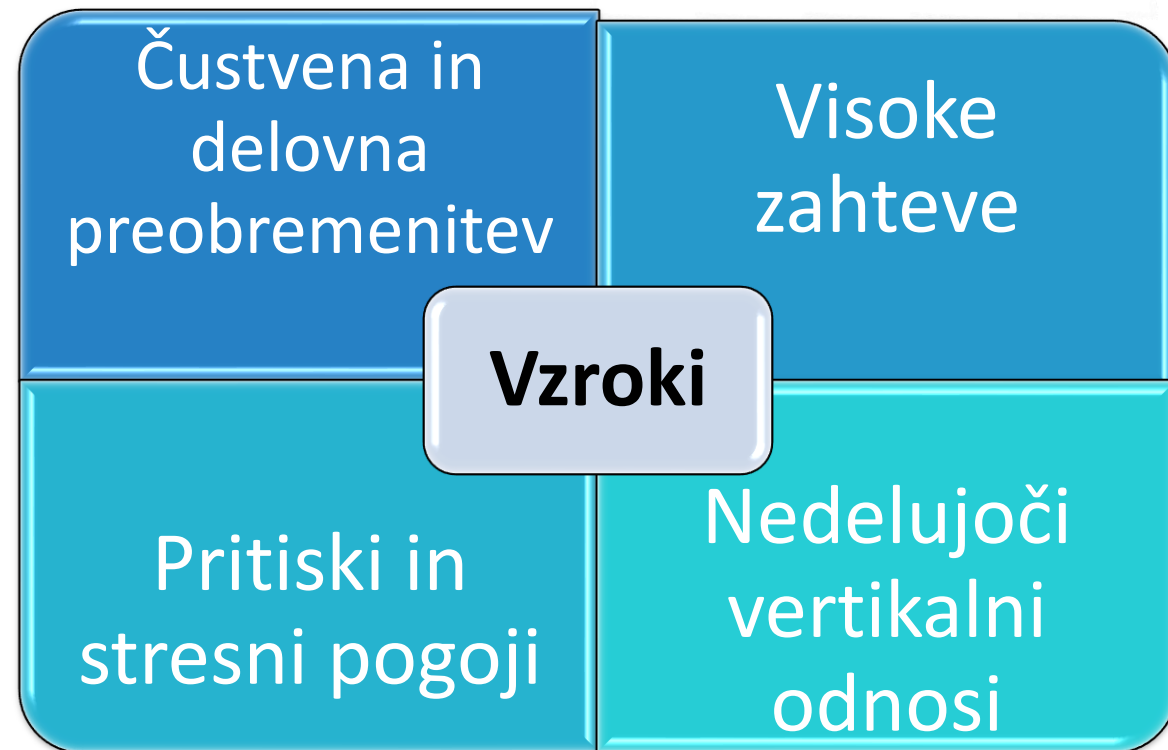 Čustvena in
delovna
preobremenitev
Visoke
zahteve
Vzroki
Pritiski in
stresni pogoji
Nedelujoči
vertikalni
odnosi